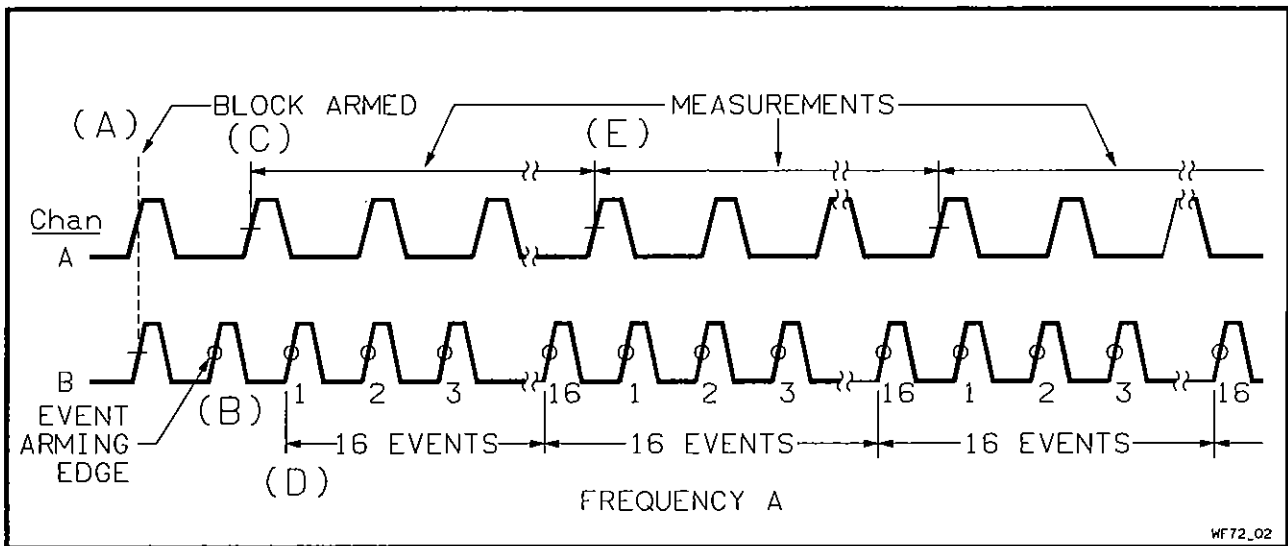 (A)
BLOCK ARMED
MEASUREMENTS
(C)
(E)
Chan
A
B
1 2 3 16 1 2 3 16 1 2 3 16
(B)
EVENT
ARMING
EDGE
16 EVENTS 16 EVENTS 16 EVENTS
(D)
FREQUENCY A
WF72_02